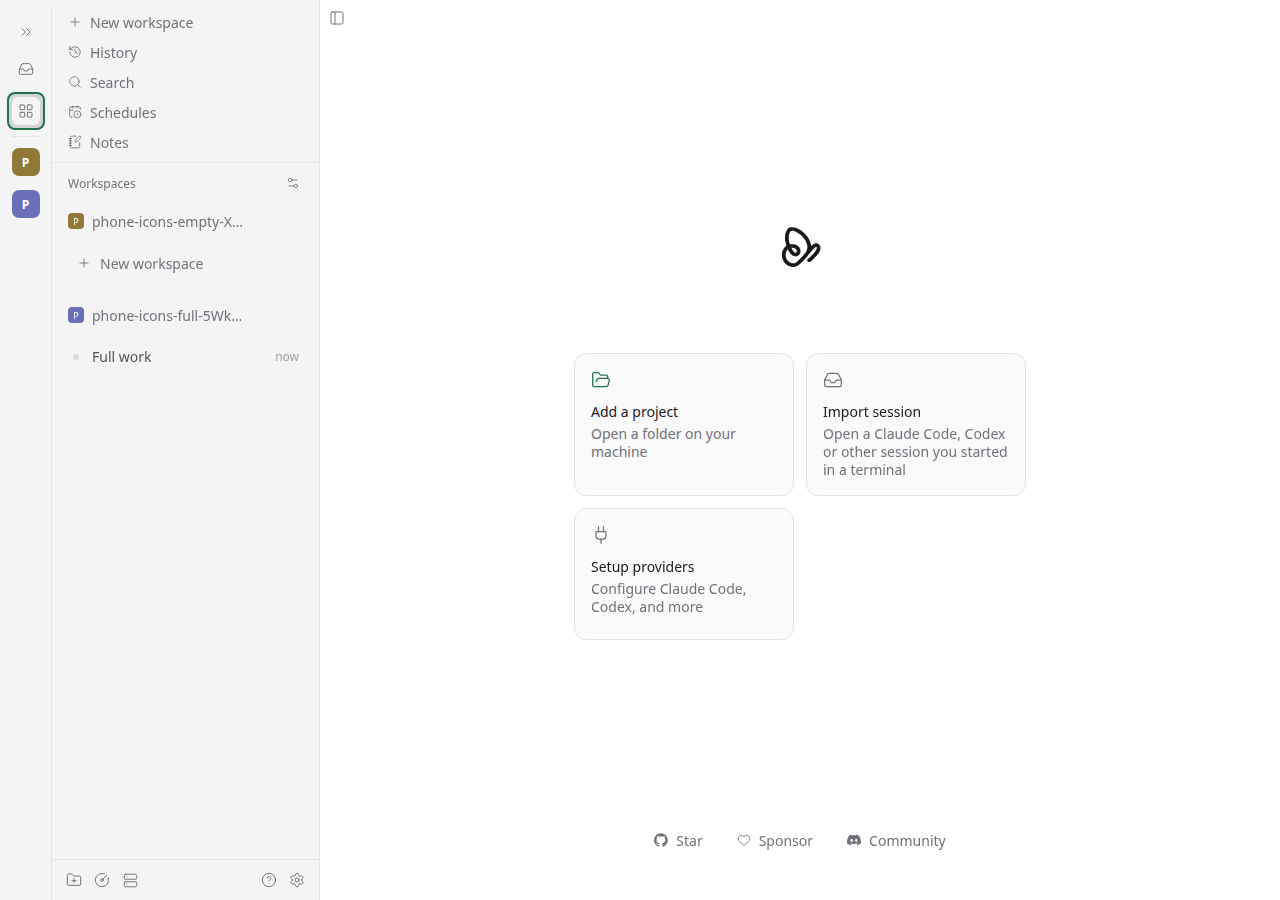 New workspace
History
Search
Schedules
Notes
P
P
Workspaces
P phone-icons-empty-X...
New workspace
P phone-icons-full-5Wk...
Full work now
Add a project
Open a folder on your
machine
Import session
Open a Claude Code, Codex
or other session you started
in a terminal
Setup providers
Configure Claude Code,
Codex, and more
Star
Sponsor
Community